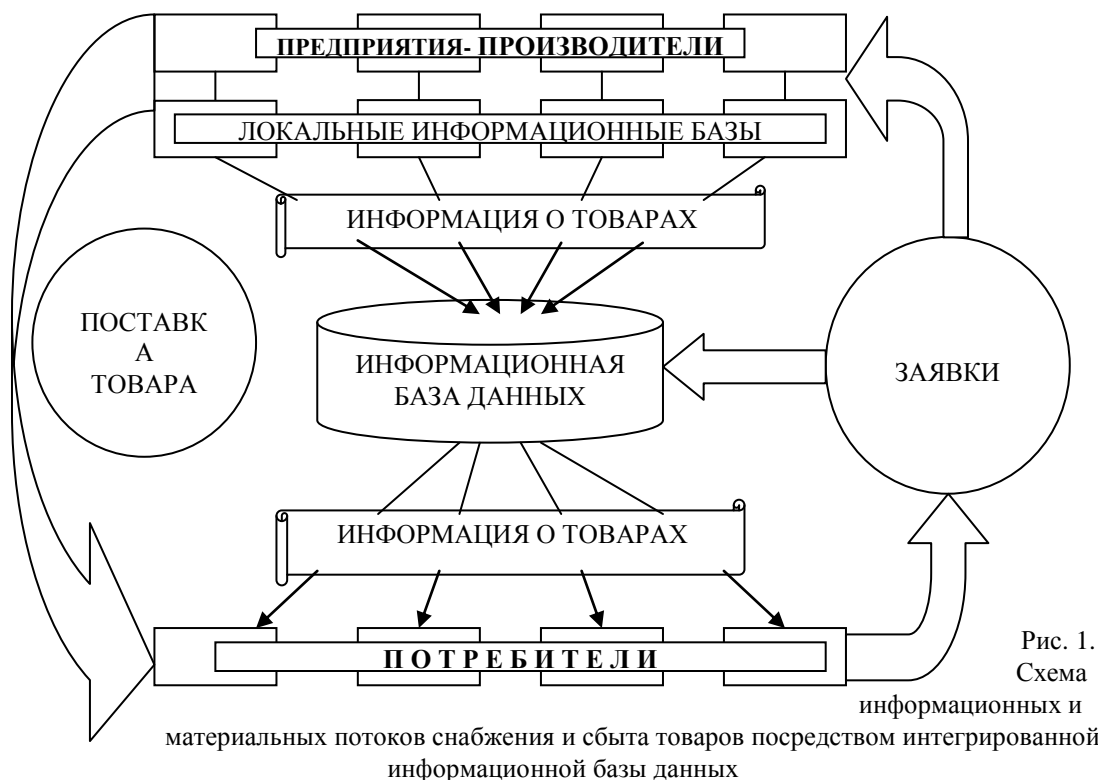 ПРЕДПРИЯТИЯ- ПРОИЗВОДИТЕЛИ
ЛОКАЛЬНЫЕ ИНФОРМАЦИОННЫЕ БАЗЫ
ИНФОРМАЦИЯ О ТОВАРАХ
ПОСТАВК
А
ТОВАРА
ИНФОРМАЦИОННАЯ
БАЗА ДАННЫХ
ЗАЯВКИ
ИНФОРМАЦИЯ О ТОВАРАХ
П О Т Р Е Б И Т Е Л И
Рис. 1.
Схема
информационных и
материальных потоков снабжения и сбыта товаров посредством интегрированной
информационной базы данных